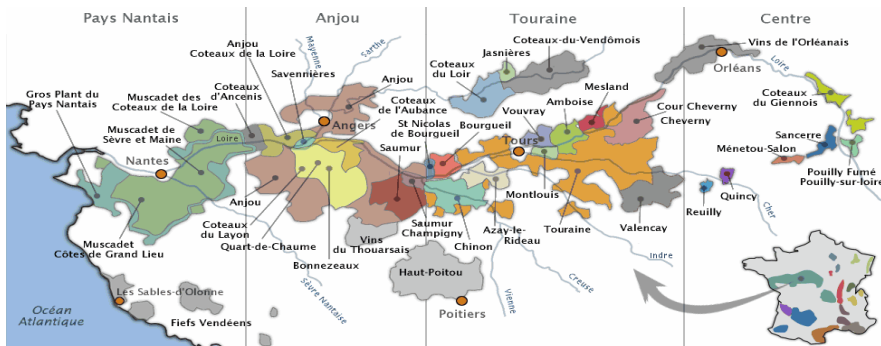 Pays Nantais
Anjou
Touraine
Centre
Anjou
Coteaux de la Loire
Mayenne
Sarthe
Savennières
Coteaux
d'Ancenis
Anjou
Gros Plant du
Pays Nantais
Muscadet des
Coteaux de la Loire
Muscadet de
Sèvre et Maine
Loire
Nantes
Angers
Coteaux
de l'Aubance
St Nicolas
de Bourgueil
Bourgueil
Saumur
Coteaux
du Loir
Jasnières
Coteaux-du-Vendômois
Vouvray
Amboise
Mesland
Tours
Cour Cheverny
Cheverny
Vins de l'Orléanais
Orléans
Loire
Coteaux
du Giennois
Sancerre
Ménetou-Salon
Pouilly Fumé
Pouilly-sur-loire
Quincy
Reuilly
Cher
Anjou
Coteaux
du Layon
Quart-de-Chaume
Bonnezeaux
Muscadet
Côtes de Grand Lieu
Vins
du Thouarsais
Saumur
Champigny
Chinon
Azay-le-
Rideau
Montlouis
Touraine
Valencay
Indre
Creuse
Vienne
Haut-Poitou
Poitiers
Sèvre Nantaise
Les Sables-d'Olonne
Fiefs Vendéens
Océan
Atlantique